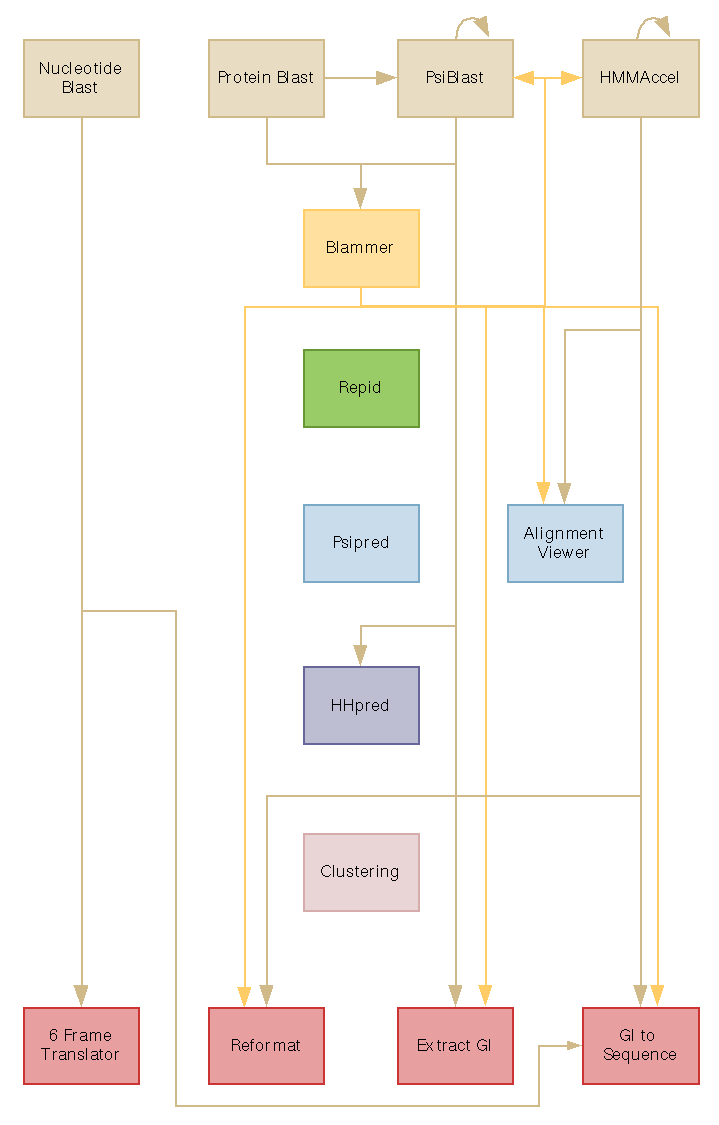 Nucleotide
Blast
Protein Blast
PsiBlast
HMMAccel
Blammer
Repid
Psipred
Alignment
Viewer
HHpred
Clustering
6 Frame
Translator
Reformat
Extract GI
GI to
Sequence